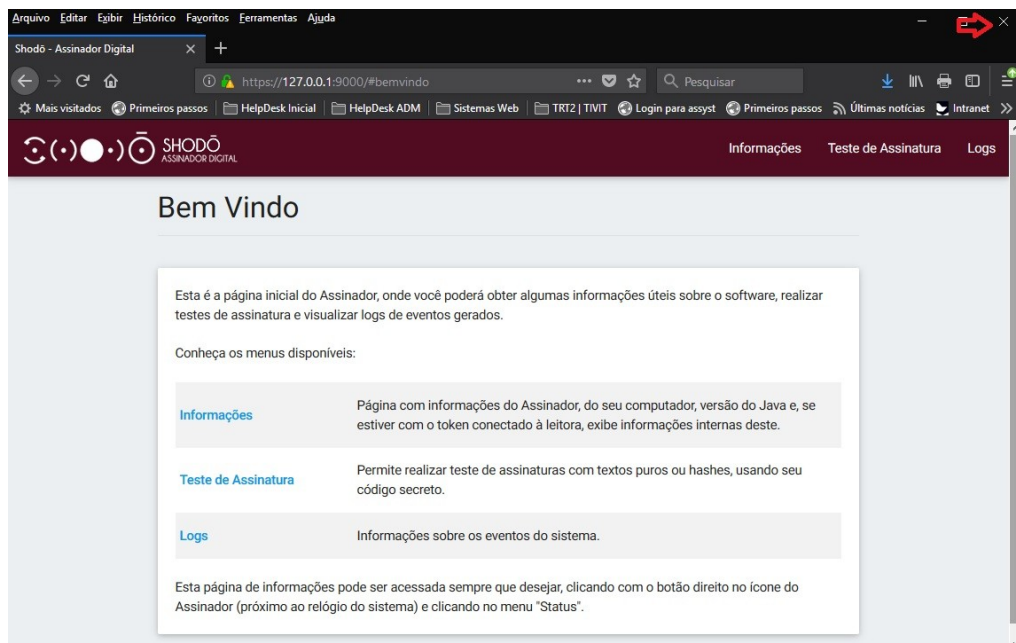 Arquivo Editar Exibir Histórico Favoritos Ferramentas Ajuda
Shodō - Assinador Digital
https://127.0.0.1:9000/#bemvindo Pesquisar
Mais visitados Primeiros passos HelpDesk Inicial HelpDesk ADM Sistemas Web TRT2 | TIVIT Login para assyst Primeiros passos Últimas notícias Intranet
SHODŌ
ASSINADOR DIGITAL
Informações Teste de Assinatura Logs
Bem Vindo
Esta é a página inicial do Assinador, onde você poderá obter algumas informações úteis sobre o software, realizar
testes de assinatura e visualizar logs de eventos gerados.
Conheça os menus disponíveis:
Informações
Página com informações do Assinador, do seu computador, versão do Java e, se
estiver com o token conectado à leitora, exibe informações internas deste.
Teste de Assinatura
Permite realizar teste de assinaturas com textos puros ou hashes, usando seu
código secreto.
Logs
Informações sobre os eventos do sistema.
Esta página de informações pode ser acessada sempre que desejar, clicando com o botão direito no ícone do
Assinador (próximo ao relógio do sistema) e clicando no menu "Status".